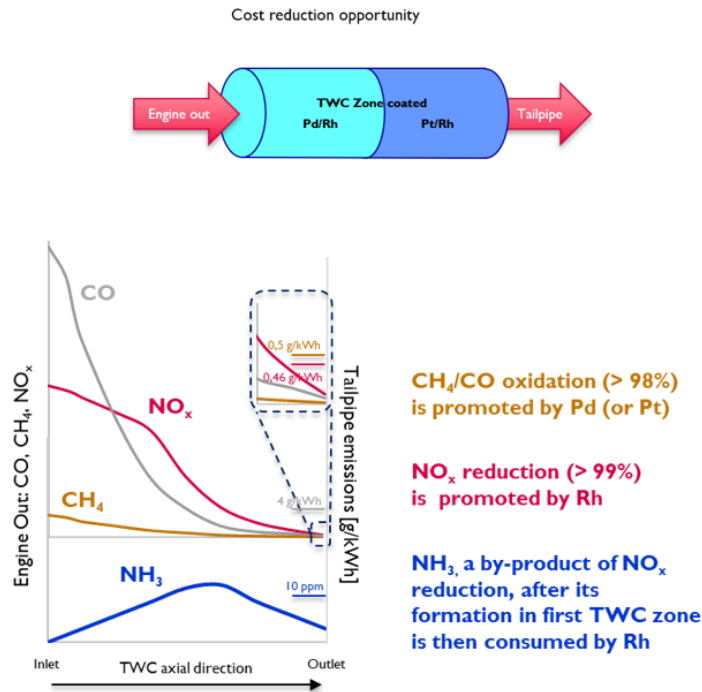 Cost reduction opportunity
TWC Zone coated
Engine out
Pd/Rh
Pt/Rh
Tailpipe
Engine Out: CO, CH₄, NOₓ
CO
NOₓ
CH₄
NH₃
0,5 g/kWh
0,46 g/kWh
4 g/kWh
10 ppm
Tailpipe emissions [g/kWh]
Inlet
TWC axial direction
Outlet
CH₄/CO oxidation (> 98%)
is promoted by Pd (or Pt)
NOₓ reduction (> 99%)
is promoted by Rh
NH₃, a by-product of NOₓ
reduction, after its
formation in first TWC zone
is then consumed by Rh